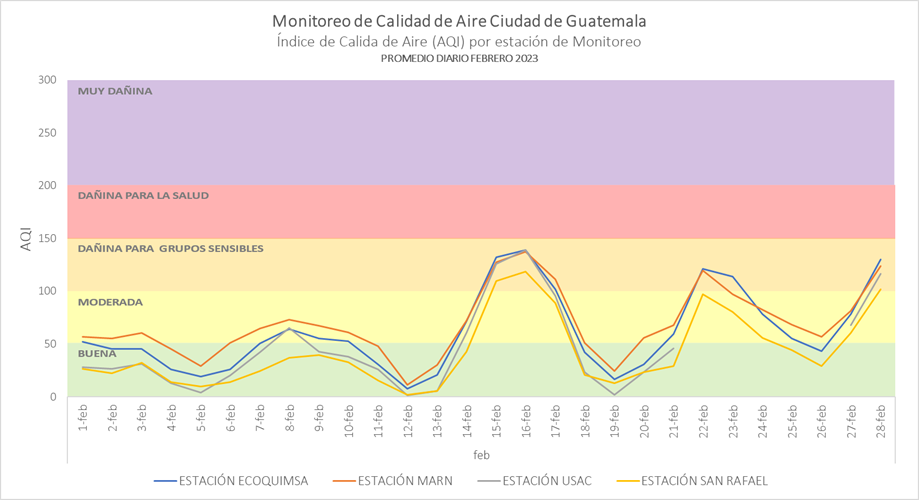 Monitoreo de Calidad de Aire Ciudad de Guatemala
Índice de Calida de Aire (AQI) por estación de Monitoreo
PROMEDIO DIARIO FEBRERO 2023
300
MUY DAÑINA
250
200
DAÑINA PARA LA SALUD
150
DAÑINA PARA GRUPOS SENSIBLES
AQI
100
MODERADA
50
BUENA
0
1-feb
2-feb
3-feb
4-feb
5-feb
6-feb
7-feb
8-feb
9-feb
10-feb
11-feb
12-feb
13-feb
14-feb
15-feb
16-feb
17-feb
18-feb
19-feb
20-feb
21-feb
22-feb
23-feb
24-feb
25-feb
26-feb
27-feb
28-feb
feb
ESTACIÓN ECOQUIMSA ESTACIÓN MARN ESTACIÓN USAC ESTACIÓN SAN RAFAEL